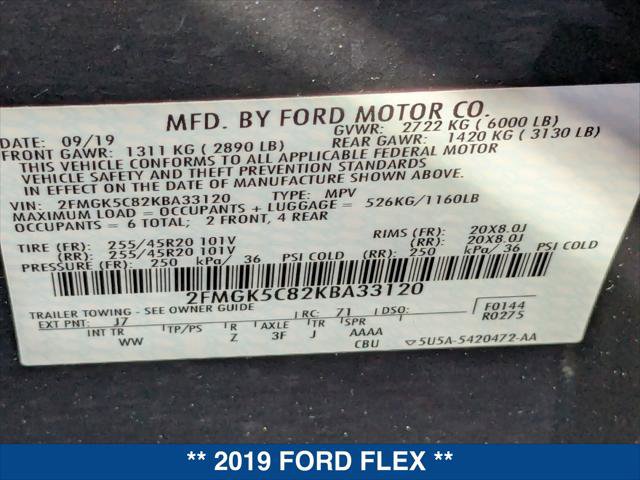 MFD. BY FORD MOTOR CO.
DATE: 09/19 GVWR: 2722 KG ( 6000 LB)
FRONT GAWR: 1311 KG ( 2890 LB) REAR GAWR: 1420 KG ( 3130 LB)
THIS VEHICLE CONFORMS TO ALL APPLICABLE FEDERAL MOTOR
VEHICLE SAFETY AND THEFT PREVENTION STANDARDS
IN EFFECT ON THE DATE OF MANUFACTURE SHOWN ABOVE.
VIN: 2FMGK5C82KBA33120 TYPE: MPV
MAXIMUM LOAD = OCCUPANTS + LUGGAGE = 526KG/1160LB
OCCUPANTS = 6 TOTAL; 2 FRONT, 4 REAR
TIRE (FR): 255/45R20 101V RIMS (FR): 20X8.0J
(RR): 255/45R20 101V (RR): 20X8.0J
PRESSURE (FR): 250 kPa/ 36 PSI COLD (RR): 250 kPa/ 36 PSI COLD
2FMGK5C82KBA33120
TRAILER TOWING - SEE OWNER GUIDE
EXT PNT: J7 RC: 71 DSO: F0144
R0275
INT TR TP/PS R AXLE TR SPR
WW Z 3F J AAAA
CBU 5U5A-5420472-AA
** 2019 FORD FLEX **